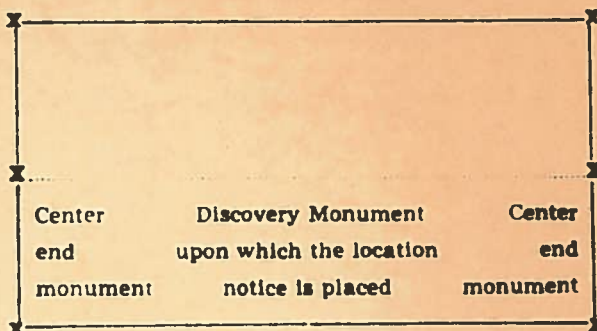 Center Discovery Monument Center
end upon which the location end
monument notice is placed monument